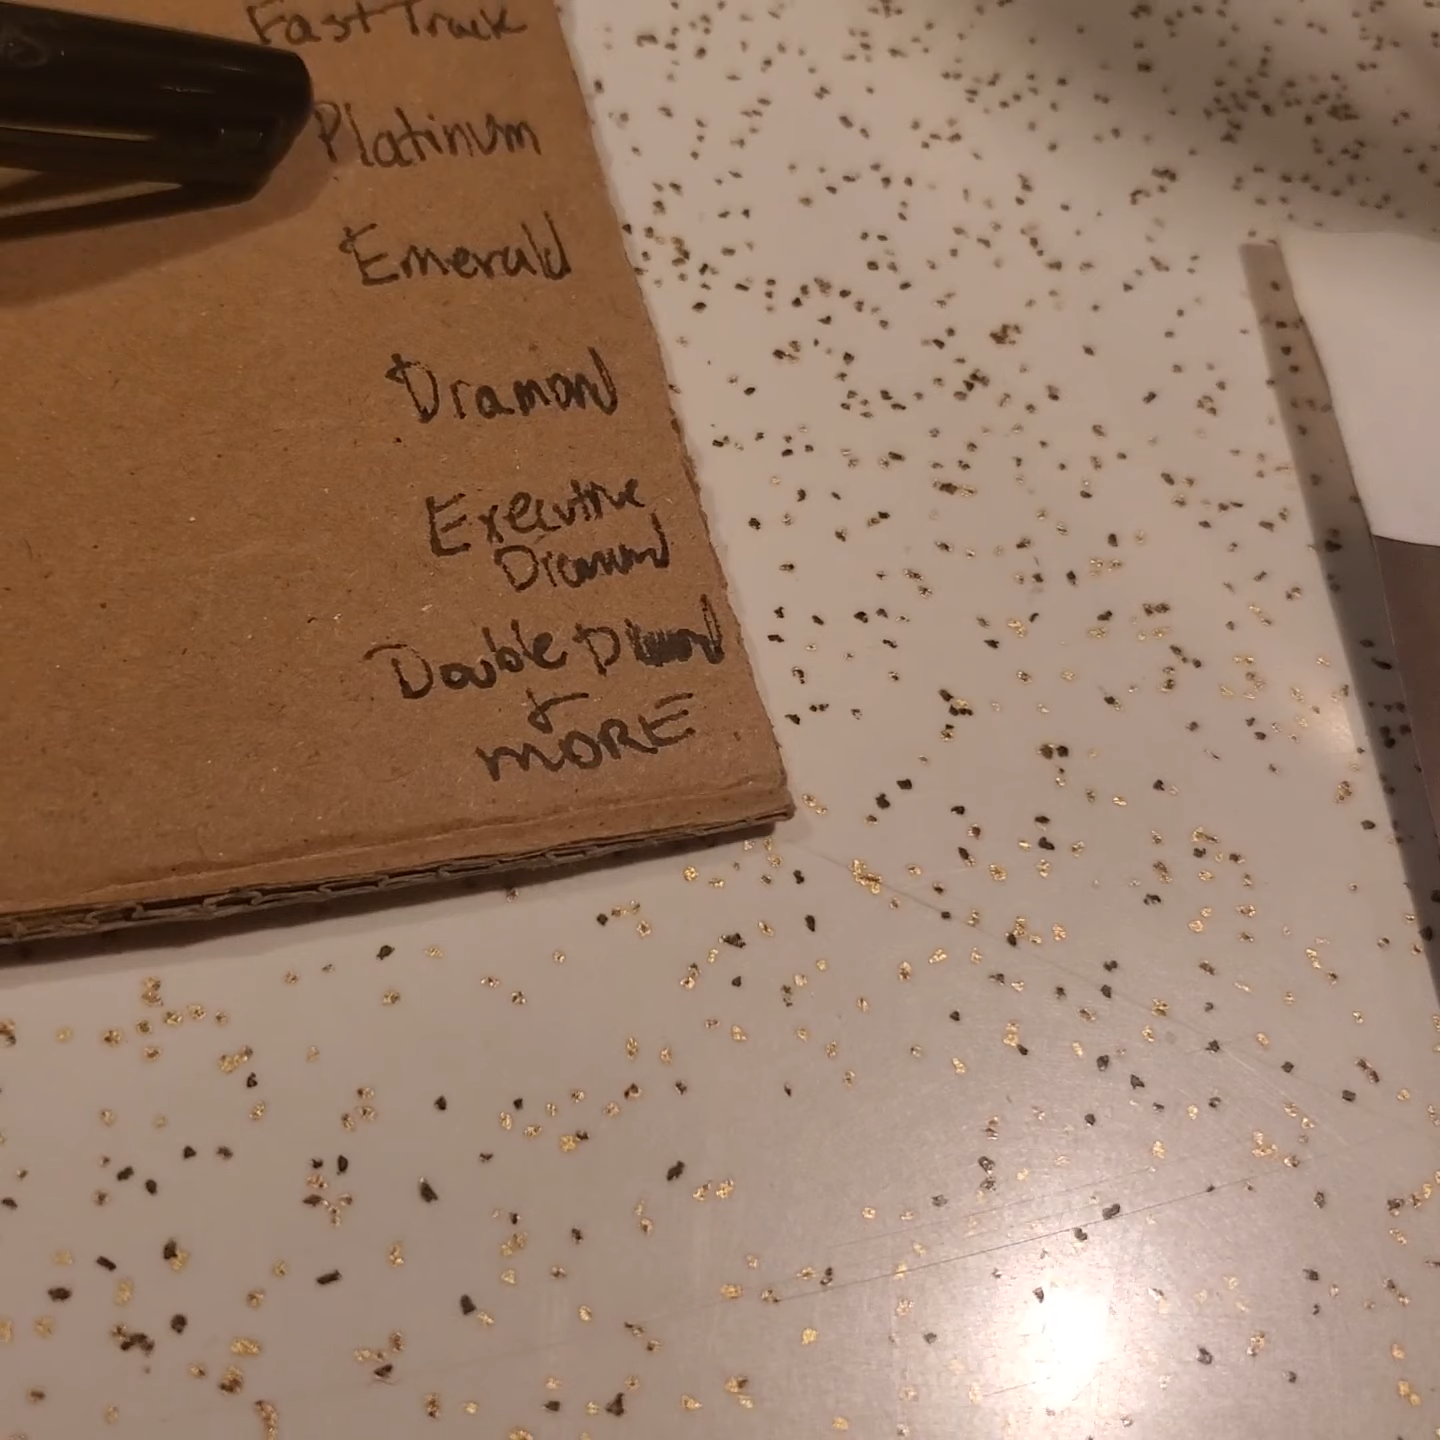 Fast Track
Platinum
Emerald
Diamond
Executive
Diamond
Double Diamond
+
MORE